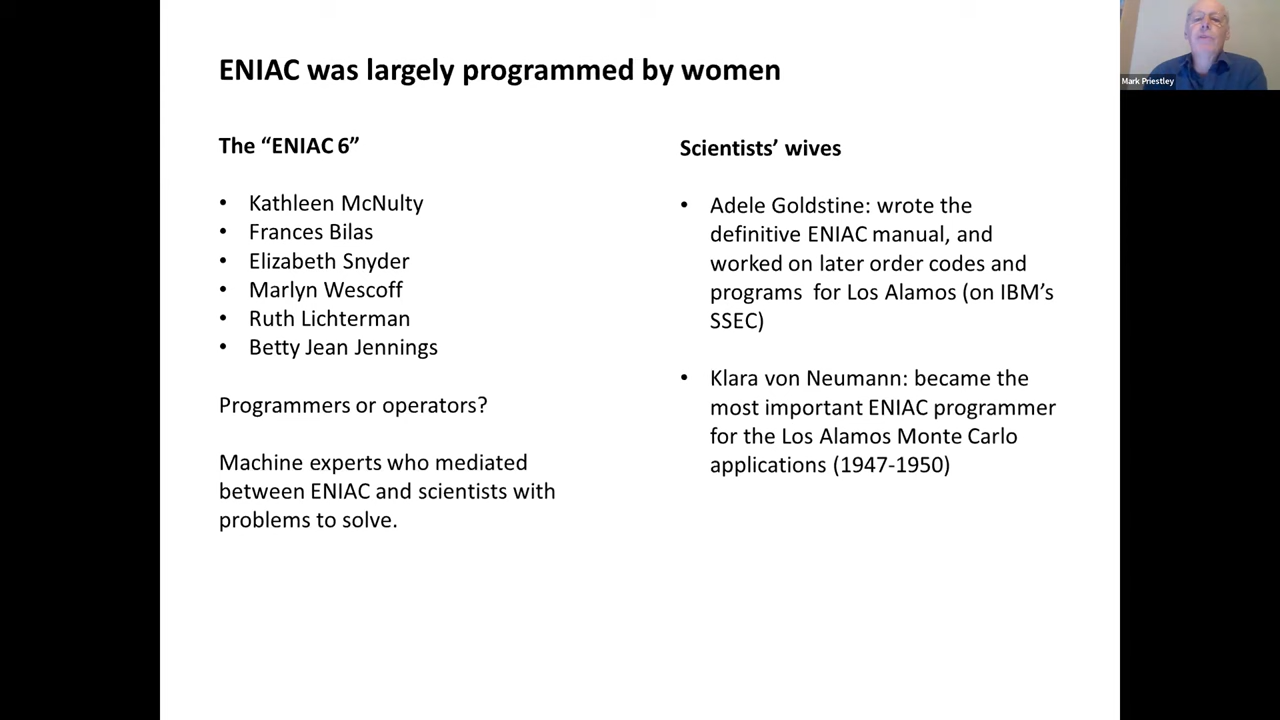 ENIAC was largely programmed by women
The “ENIAC 6”
• Kathleen McNulty
• Frances Bilas
• Elizabeth Snyder
• Marlyn Wescoff
• Ruth Lichterman
• Betty Jean Jennings
Programmers or operators?
Machine experts who mediated
between ENIAC and scientists with
problems to solve.
Scientists’ wives
• Adele Goldstine: wrote the
definitive ENIAC manual, and
worked on later order codes and
programs for Los Alamos (on IBM’s
SSEC)
• Klara von Neumann: became the
most important ENIAC programmer
for the Los Alamos Monte Carlo
applications (1947-1950)
Mark Priestley